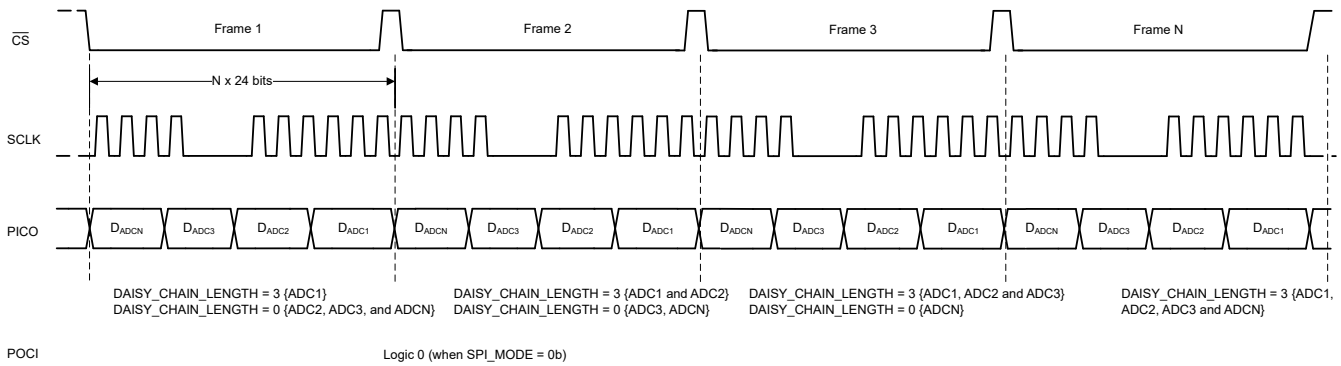 CS
Frame 1
Frame 2
Frame 3
Frame N
N x 24 bits
SCLK
PICO
DADCN
DADC3
DADC2
DADC1
DADCN
DADC3
DADC2
DADC1
DADCN
DADC3
DADC2
DADC1
DADCN
DADC3
DADC2
DADC1
DAISY_CHAIN_LENGTH = 3 {ADC1}
DAISY_CHAIN_LENGTH = 0 {ADC2, ADC3, and ADCN}
DAISY_CHAIN_LENGTH = 3 {ADC1 and ADC2}
DAISY_CHAIN_LENGTH = 0 {ADC3, ADCN}
DAISY_CHAIN_LENGTH = 3 {ADC1, ADC2 and ADC3}
DAISY_CHAIN_LENGTH = 0 {ADCN}
DAISY_CHAIN_LENGTH = 3 {ADC1,
ADC2, ADC3 and ADCN}
POCI
Logic 0 (when SPI_MODE = 0b)